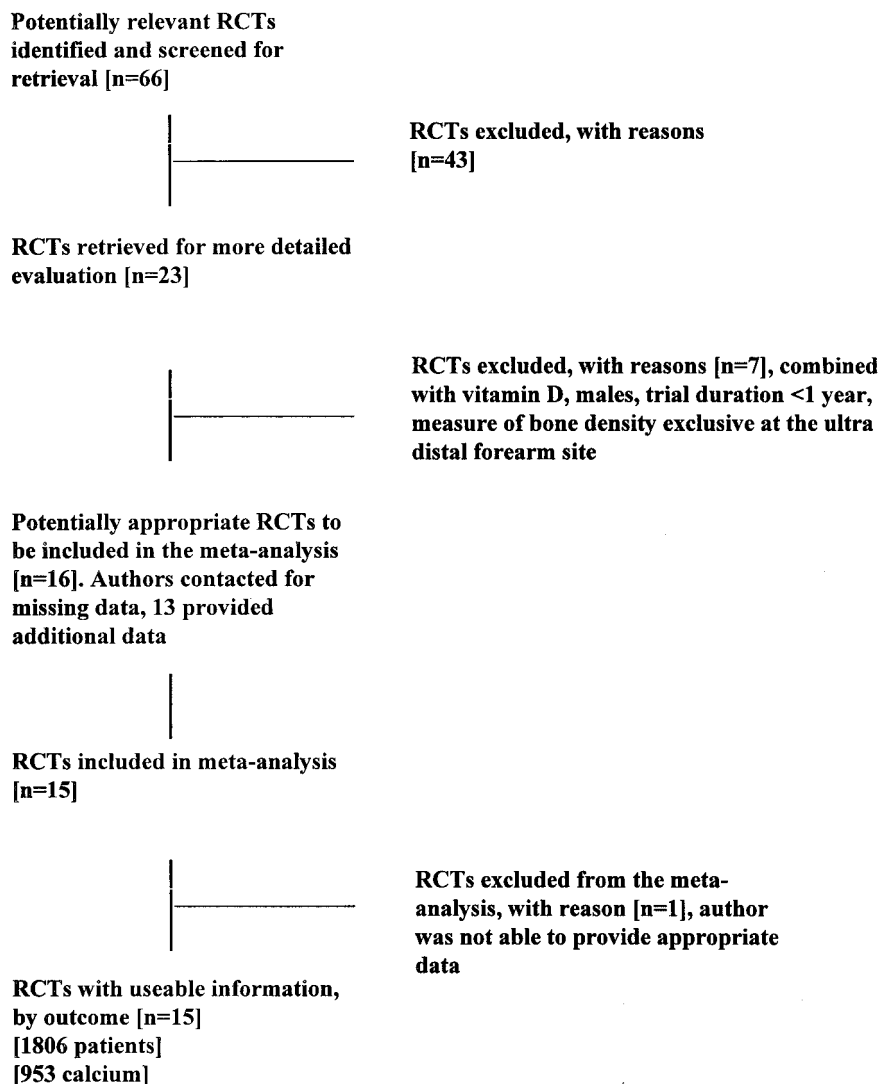 Potentially relevant RCTs
identified and screened for
retrieval [n=66]
RCTs excluded, with reasons
[n=43]
RCTs retrieved for more detailed
evaluation [n=23]
RCTs excluded, with reasons [n=7], combined
with vitamin D, males, trial duration <1 year,
measure of bone density exclusive at the ultra
distal forearm site
Potentially appropriate RCTs to
be included in the meta-analysis
[n=16]. Authors contacted for
missing data, 13 provided
additional data
RCTs included in meta-analysis
[n=15]
RCTs excluded from the meta-
analysis, with reason [n=1], author
was not able to provide appropriate
data
RCTs with useable information,
by outcome [n=15]
[1806 patients]
[953 calcium]